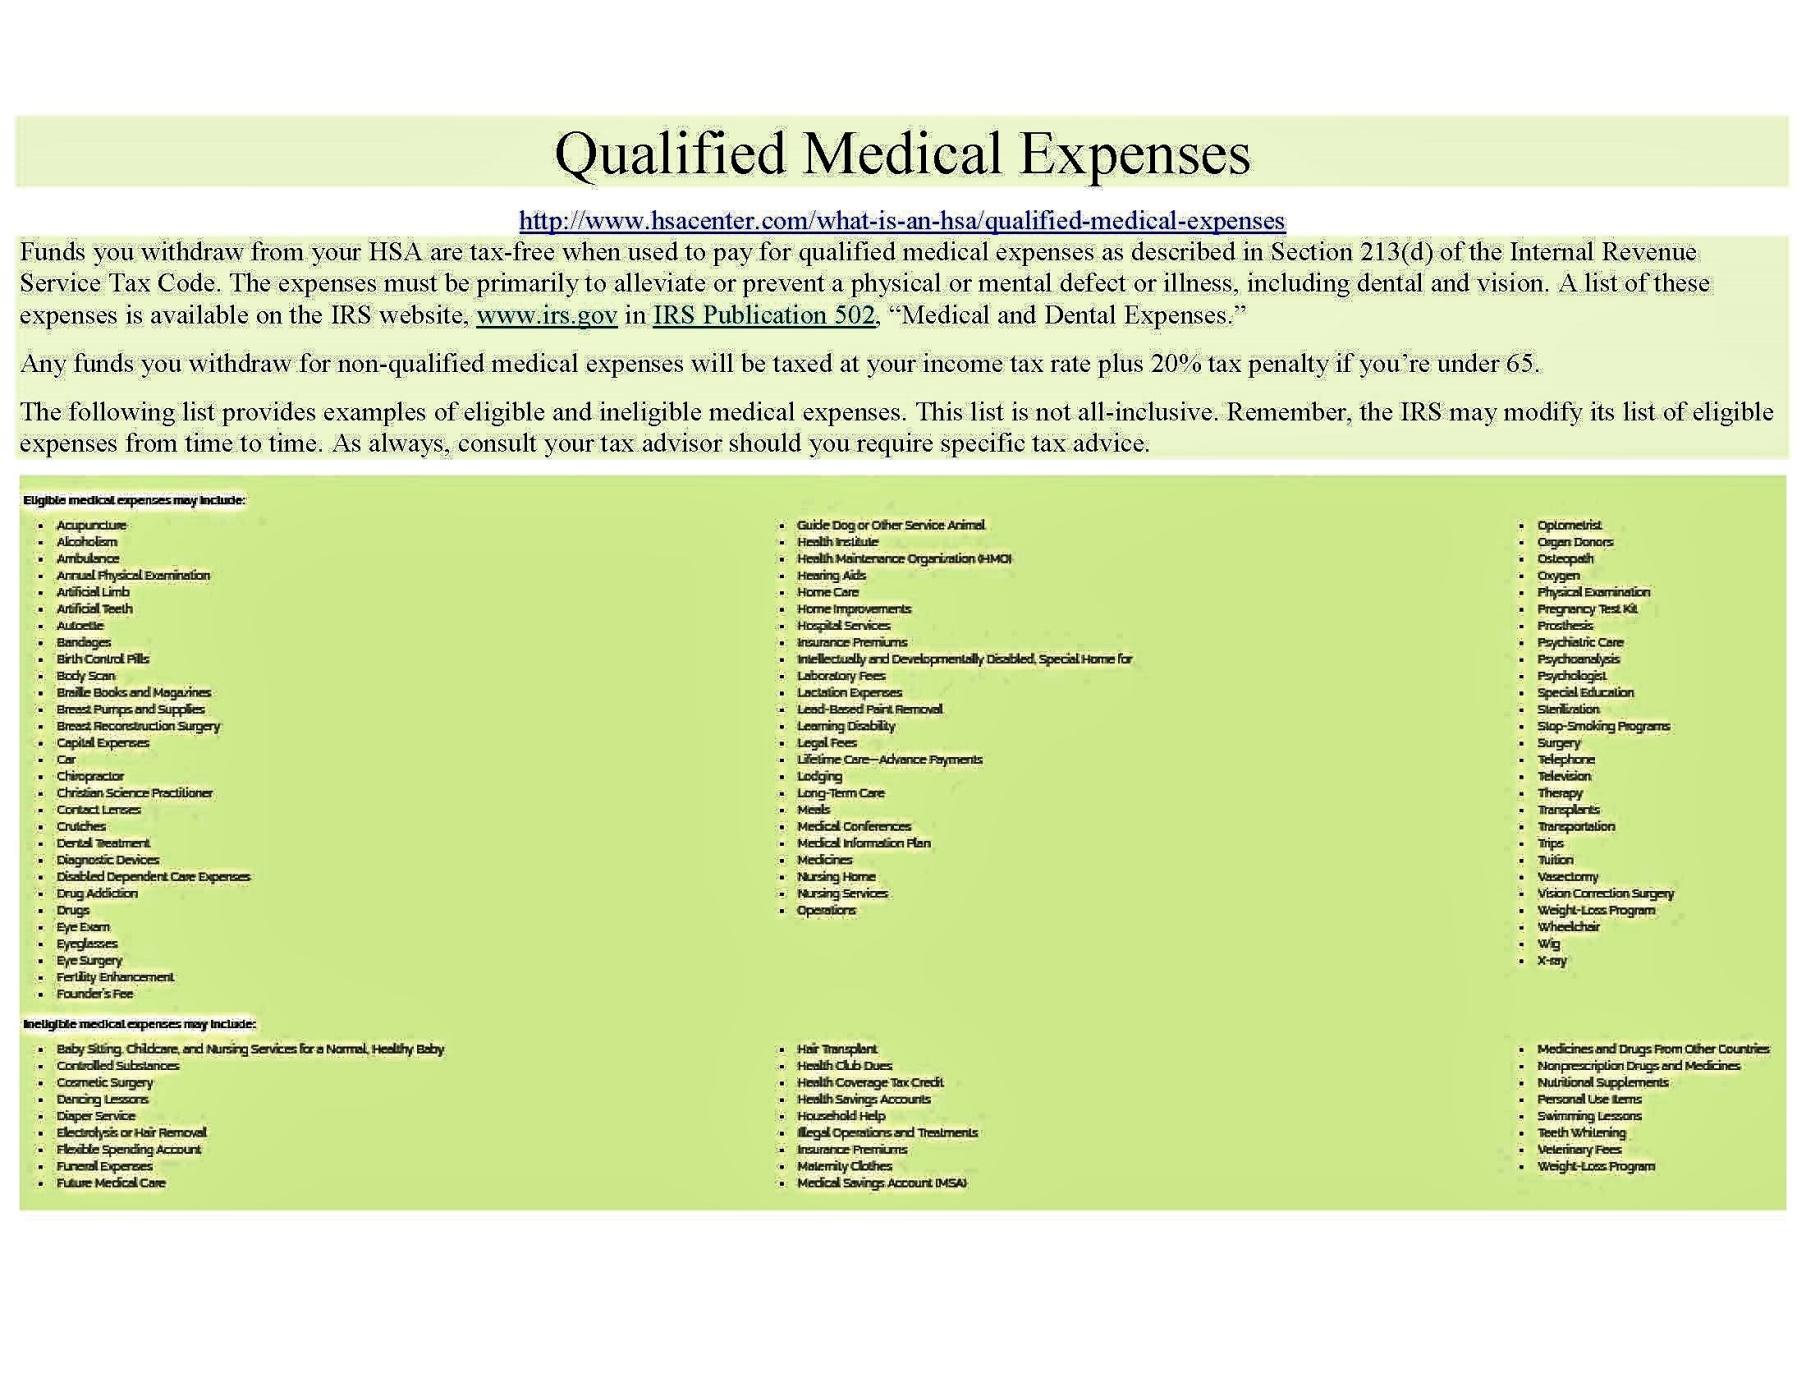 Qualified Medical Expenses
http://www.hsacenter.com/what-is-an-hsa/qualified-medical-expenses
Funds you withdraw from your HSA are tax-free when used to pay for qualified medical expenses as described in Section 213(d) of the Internal Revenue
Service Tax Code. The expenses must be primarily to alleviate or prevent a physical or mental defect or illness, including dental and vision. A list of these
expenses is available on the IRS website, www.irs.gov in IRS Publication 502, “Medical and Dental Expenses.”
Any funds you withdraw for non-qualified medical expenses will be taxed at your income tax rate plus 20% tax penalty if you’re under 65.
The following list provides examples of eligible and ineligible medical expenses. This list is not all-inclusive. Remember, the IRS may modify its list of eligible
expenses from time to time. As always, consult your tax advisor should you require specific tax advice.
Eligible medical expenses may include:
Acupuncture
Alcoholism
Ambulance
Annual Physical Examination
Artificial Limb
Artificial Teeth
Autoette
Bandages
Birth Control Pills
Body Scan
Braille Books and Magazines
Breast Pumps and Supplies
Breast Reconstruction Surgery
Capital Expenses
Car
Chiropractor
Christian Science Practitioner
Contact Lenses
Crutches
Dental Treatment
Diagnostic Devices
Disabled Dependent Care Expenses
Drug Addiction
Drugs
Eye Exam
Eyeglasses
Eye Surgery
Fertility Enhancement
Founder's Fee
Guide Dog or Other Service Animal
Health Institute
Health Maintenance Organization (HMO)
Hearing Aids
Home Care
Home Improvements
Hospital Services
Insurance Premiums
Intellectually and Developmentally Disabled, Special Home for
Laboratory Fees
Lactation Expenses
Lead-Based Paint Removal
Learning Disability
Legal Fees
Lifetime Care—Advance Payments
Lodging
Long-Term Care
Meals
Medical Conferences
Medical Information Plan
Medicines
Nursing Home
Nursing Services
Operations
Optometrist
Organ Donors
Osteopath
Oxygen
Physical Examination
Pregnancy Test Kit
Prosthesis
Psychiatric Care
Psychoanalysis
Psychologist
Special Education
Sterilization
Stop-Smoking Programs
Surgery
Telephone
Television
Therapy
Transplants
Transportation
Trips
Tuition
Vasectomy
Vision Correction Surgery
Weight-Loss Program
Wheelchair
Wig
X-ray
Ineligible medical expenses may include:
Baby Sitting, Childcare, and Nursing Services for a Normal, Healthy Baby
Controlled Substances
Cosmetic Surgery
Dancing Lessons
Diaper Service
Electrolysis or Hair Removal
Flexible Spending Account
Funeral Expenses
Future Medical Care
Hair Transplant
Health Club Dues
Health Coverage Tax Credit
Health Savings Accounts
Household Help
Illegal Operations and Treatments
Insurance Premiums
Maternity Clothes
Medical Savings Account (MSA)
Medicines and Drugs From Other Countries
Nonprescription Drugs and Medicines
Nutritional Supplements
Personal Use Items
Swimming Lessons
Teeth Whitening
Veterinary Fees
Weight-Loss Program